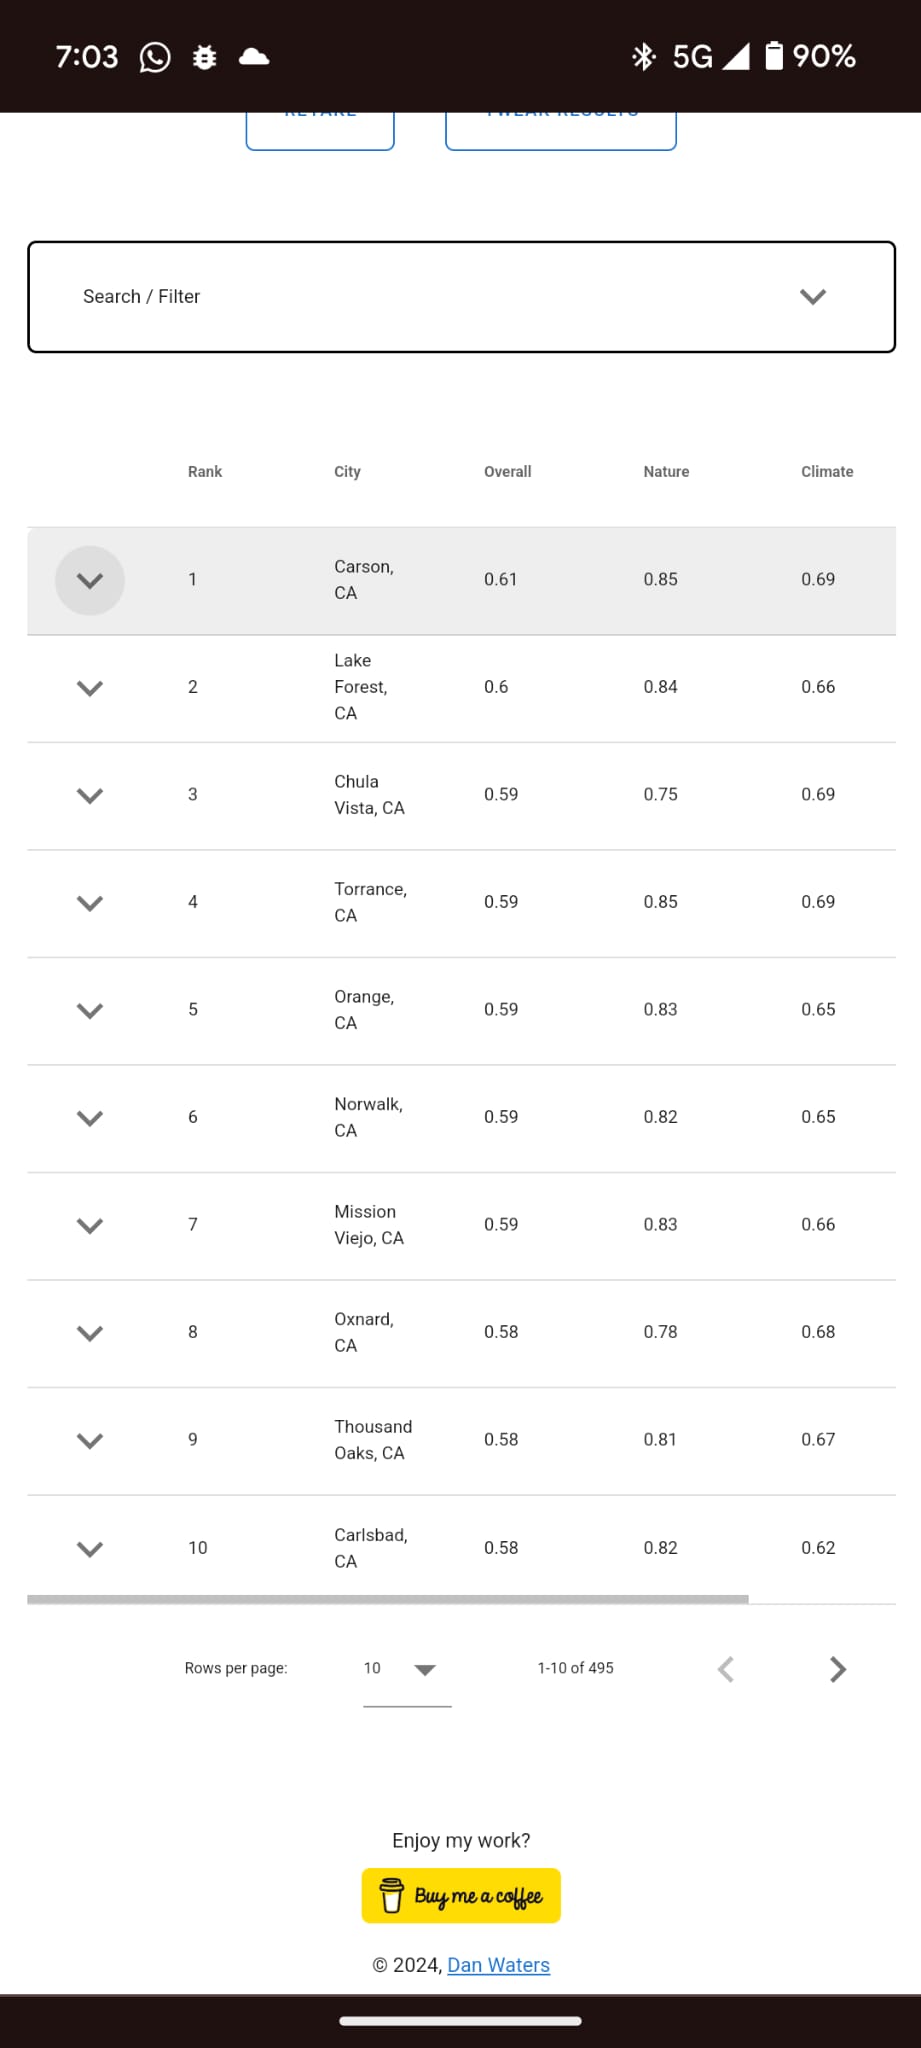 7:03 5G 90%
RETAKE TWEAK RESULTS
Search / Filter
Rank City Overall Nature Climate
1 Carson, CA 0.61 0.85 0.69
2 Lake Forest, CA 0.6 0.84 0.66
3 Chula Vista, CA 0.59 0.75 0.69
4 Torrance, CA 0.59 0.85 0.69
5 Orange, CA 0.59 0.83 0.65
6 Norwalk, CA 0.59 0.82 0.65
7 Mission Viejo, CA 0.59 0.83 0.66
8 Oxnard, CA 0.58 0.78 0.68
9 Thousand Oaks, CA 0.58 0.81 0.67
10 Carlsbad, CA 0.58 0.82 0.62
Rows per page: 10 1-10 of 495
Enjoy my work?
Buy me a coffee
© 2024, Dan Waters